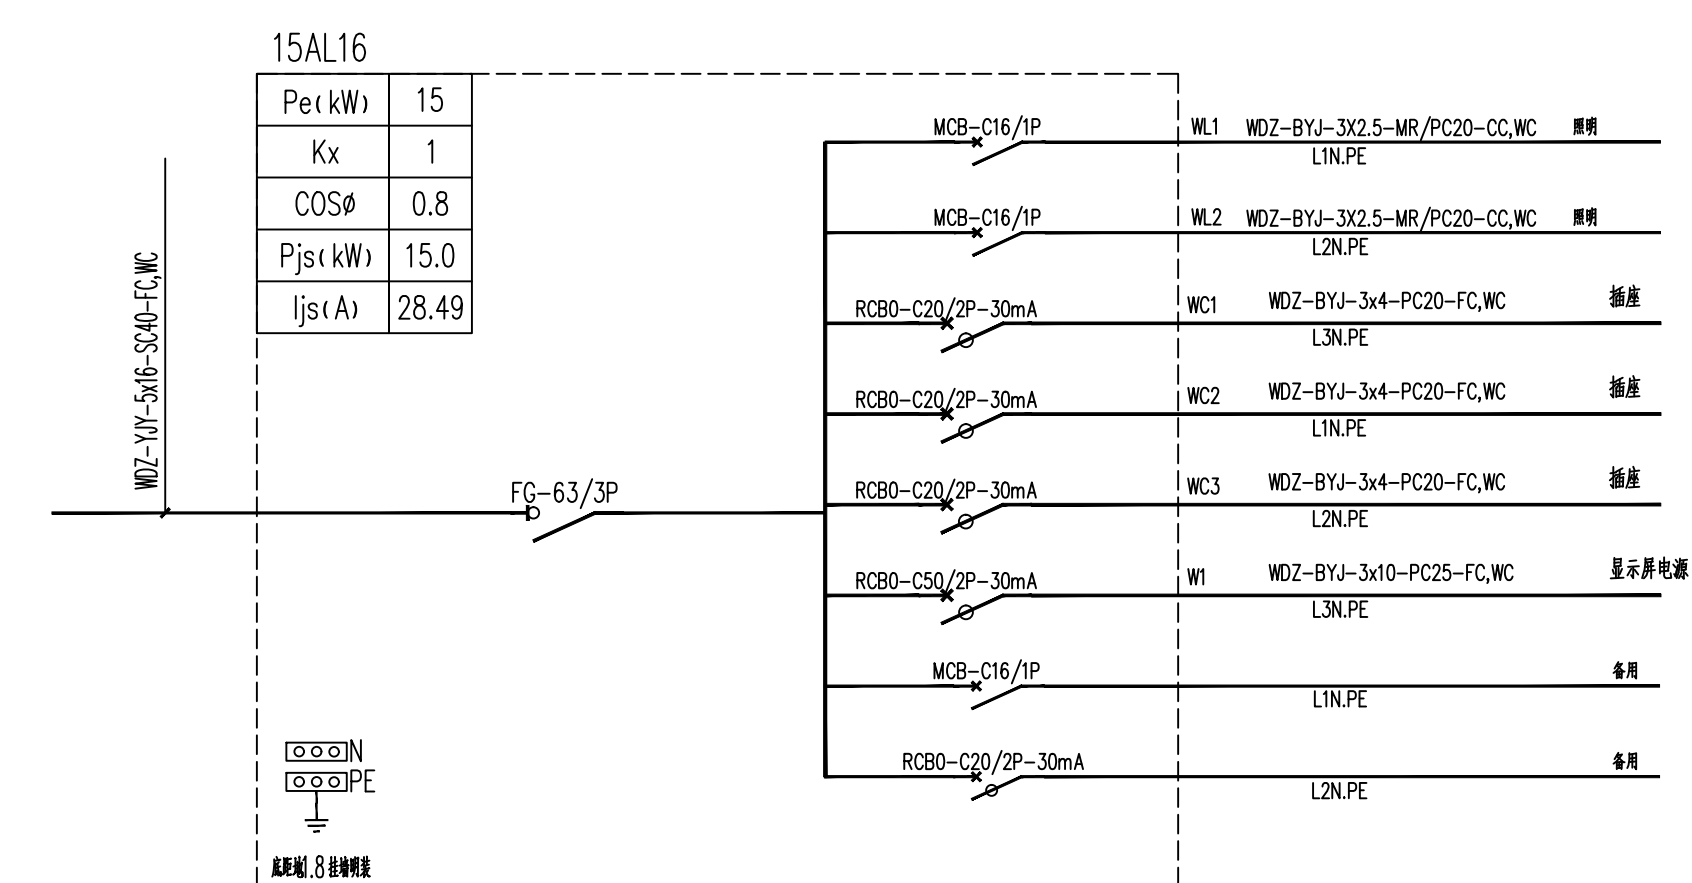 15AL16
Pe(kW) 15
Kx 1
COSø 0.8
Pjs(kW) 15.0
Ijs(A) 28.49
WDZ-YJY-5x16-SC40-FC,WC
FG-63/3P
MCB-C16/1P WL1 WDZ-BYJ-3X2.5-MR/PC20-CC,WC 照明
L1N.PE
MCB-C16/1P WL2 WDZ-BYJ-3X2.5-MR/PC20-CC,WC 照明
L2N.PE
RCBO-C20/2P-30mA WC1 WDZ-BYJ-3x4-PC20-FC,WC 插座
L3N.PE
RCBO-C20/2P-30mA WC2 WDZ-BYJ-3x4-PC20-FC,WC 插座
L1N.PE
RCBO-C20/2P-30mA WC3 WDZ-BYJ-3x4-PC20-FC,WC 插座
L2N.PE
RCBO-C50/2P-30mA W1 WDZ-BYJ-3x10-PC25-FC,WC 显示屏电源
L3N.PE
MCB-C16/1P 备用
L1N.PE
RCBO-C20/2P-30mA 备用
L2N.PE
N
PE
底距地1.8挂墙明装